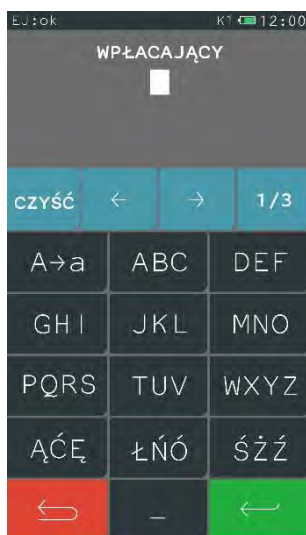 EJ:ok K1 12:00
WPŁACAJĄCY
CZYŚĆ ← → 1/3
A→a ABC DEF
GHI JKL MNO
PQRS TUV WXYZ
ĄĆĘ ŁŃÓ ŚŻŹ
_